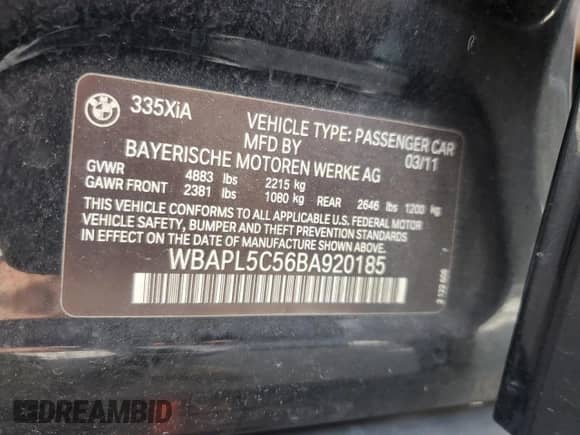 335XiA
VEHICLE TYPE: PASSENGER CAR
MFD BY 03/11
BAYERISCHE MOTOREN WERKE AG
GVWR 4883 lbs 2215 kg
GAWR FRONT 2381 lbs 1080 kg REAR 2646 lbs 1200 kg
THIS VEHICLE CONFORMS TO ALL APPLICABLE U.S. FEDERAL MOTOR
VEHICLE SAFETY, BUMPER AND THEFT PREVENTION STANDARDS
IN EFFECT ON THE DATE OF MANUFACTURE SHOWN ABOVE.
WBAPL5C56BA920185
DREAMBID